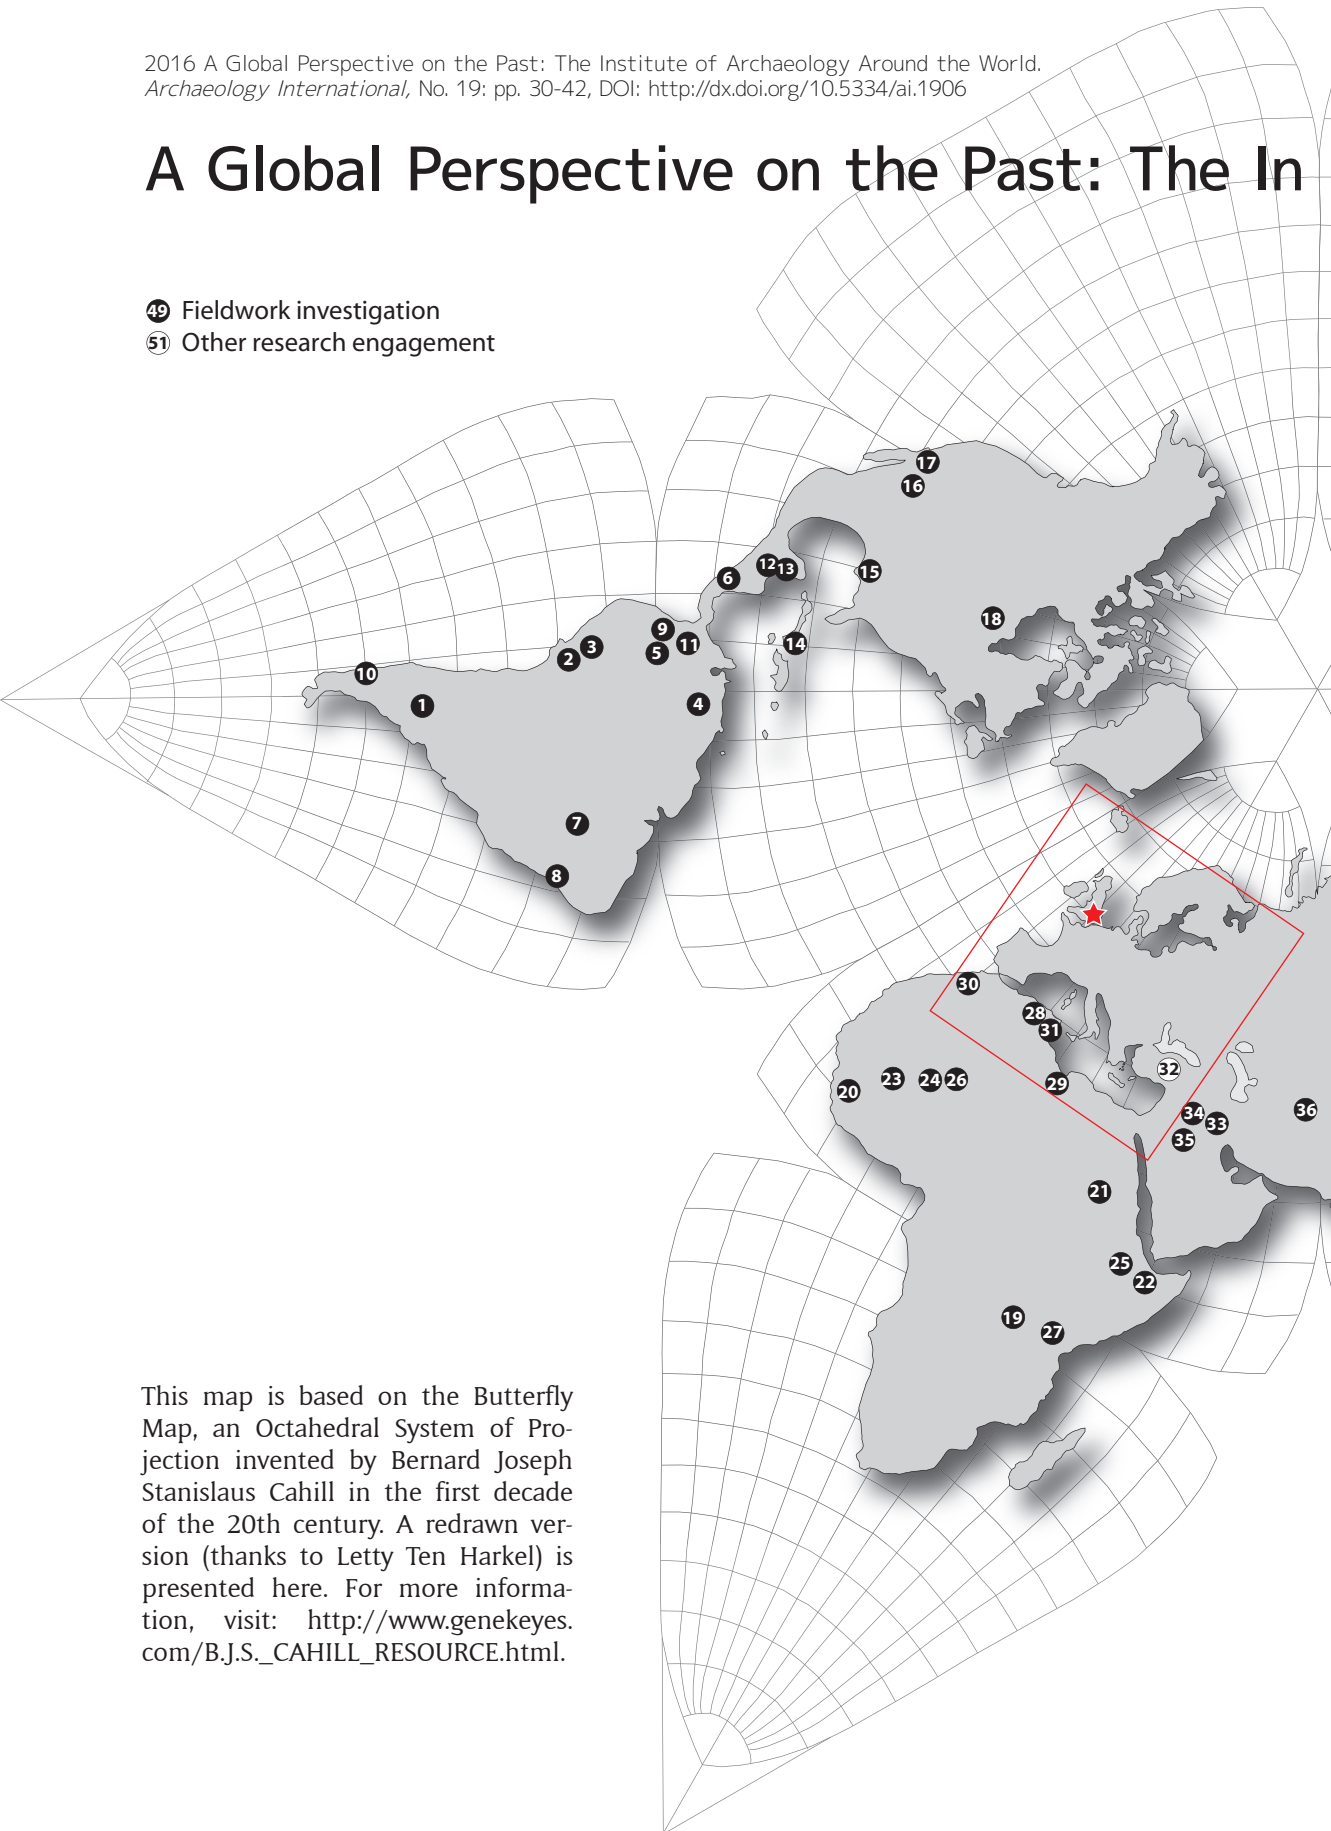 2016 A Global Perspective on the Past: The Institute of Archaeology Around the World.
Archaeology International, No. 19: pp. 30-42, DOI: http://dx.doi.org/10.5334/ai.1906
A Global Perspective on the Past: The In
49 Fieldwork investigation
51 Other research engagement
17
16
12 13
6
15
18
9
3
11
14
5
2
10
4
1
7
8
30
28
31
32
23
24 26
29
20
36
34
33
35
21
25
22
19
27
This map is based on the Butterfly
Map, an Octahedral System of Pro-
jection invented by Bernard Joseph
Stanislaus Cahill in the first decade
of the 20th century. A redrawn ver-
sion (thanks to Letty Ten Harkel) is
presented here. For more informa-
tion, visit: http://www.genekeyes.
com/B.J.S._CAHILL_RESOURCE.html.